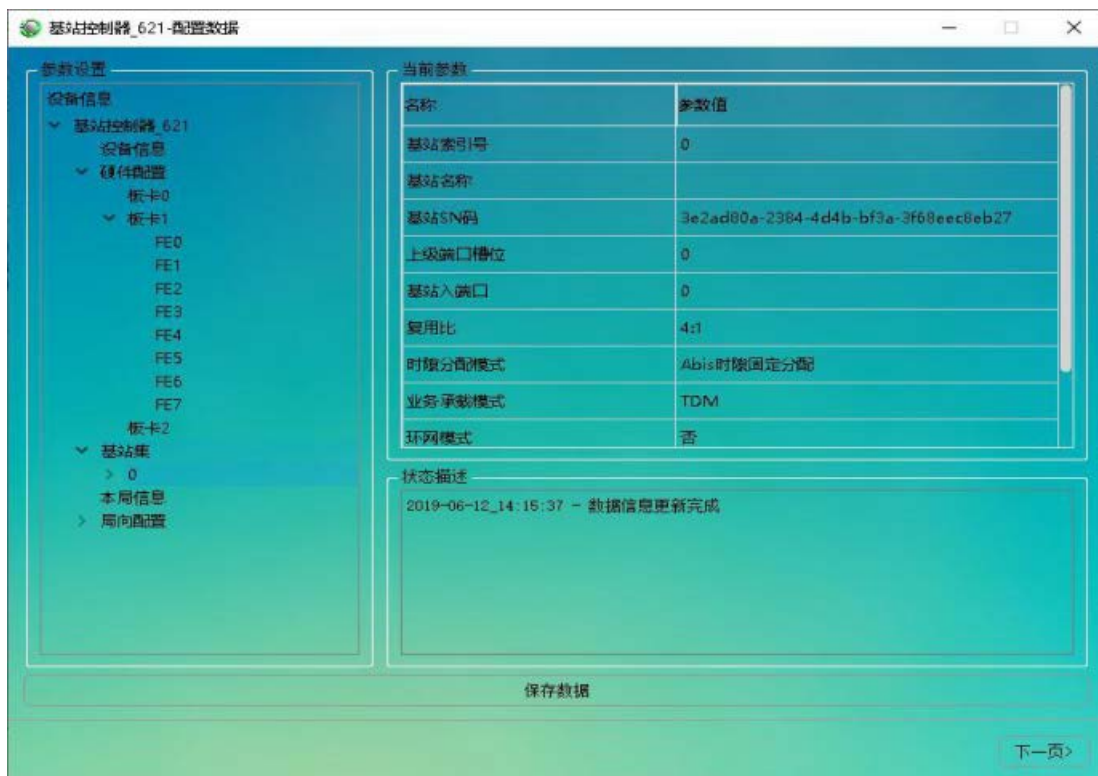 基站控制器_621-配置数据
参数设置
设备信息
基站控制器_621
设备信息
硬件配置
板卡0
板卡1
FE0
FE1
FE2
FE3
FE4
FE5
FE6
FE7
板卡2
基站集
0
本局信息
局向配置
当前参数
名称 参数值
基站索引号 0
基站名称
基站SN码 3e2ad80a-2384-4d4b-bf3a-3f68eec8eb27
上级端口槽位 0
基站入端口 0
复用比 4:1
时隙分配模式 Abis时隙固定分配
业务承载模式 TDM
环网模式 否
状态描述
2019-06-12_14:15:37 - 数据信息更新完成
保存数据
下一页>